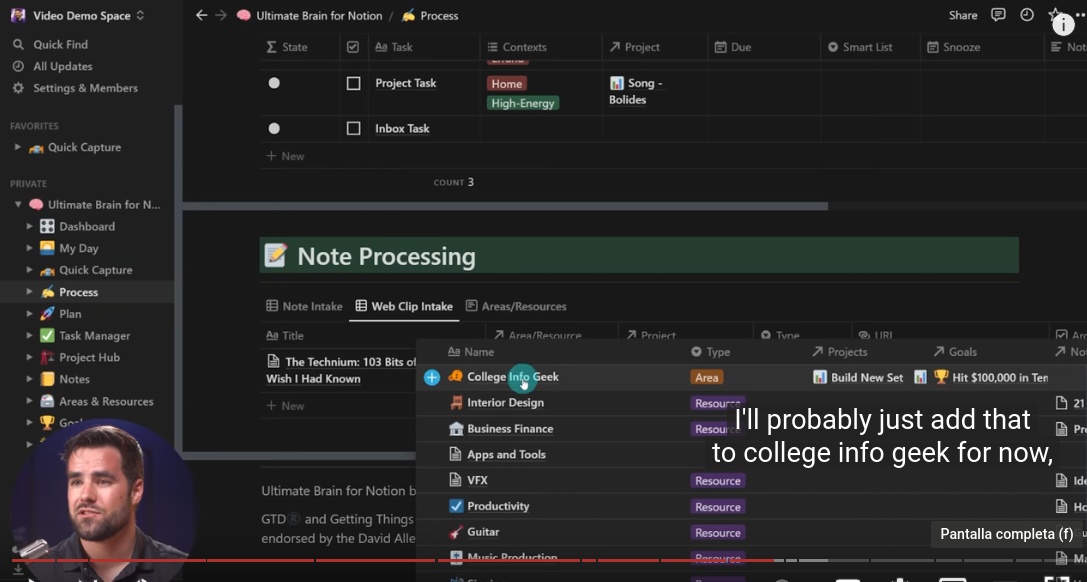 Video Demo Space
Ultimate Brain for Notion / Process
Share
Quick Find
All Updates
Settings & Members
FAVORITES
Quick Capture
PRIVATE
Ultimate Brain for N...
Dashboard
My Day
Quick Capture
Process
Plan
Task Manager
Project Hub
Notes
Areas & Resources
State
Aa Task
Contexts
Project
Due
Smart List
Snooze
Errand
Project Task
Home
High-Energy
Song -
Bolides
Inbox Task
+ New
COUNT 3
Note Processing
Note Intake
Web Clip Intake
Areas/Resources
Aa Title
Area/Resource
Project
Type
URL
The Technium: 103 Bits of
Wish I Had Known
+ New
Aa Name
Type
Projects
Goals
College Info Geek
Area
Build New Set
Hit $100,000 in Ten
Interior Design
Resource
21
Business Finance
Resource
Apps and Tools
VFX
Resource
Productivity
Resource
Guitar
Resource
Music Production
Resource
I'll probably just add that
to college info geek for now,
Pantalla completa (f)
Ultimate Brain for Notion b
GTD® and Getting Things
endorsed by the David Alle